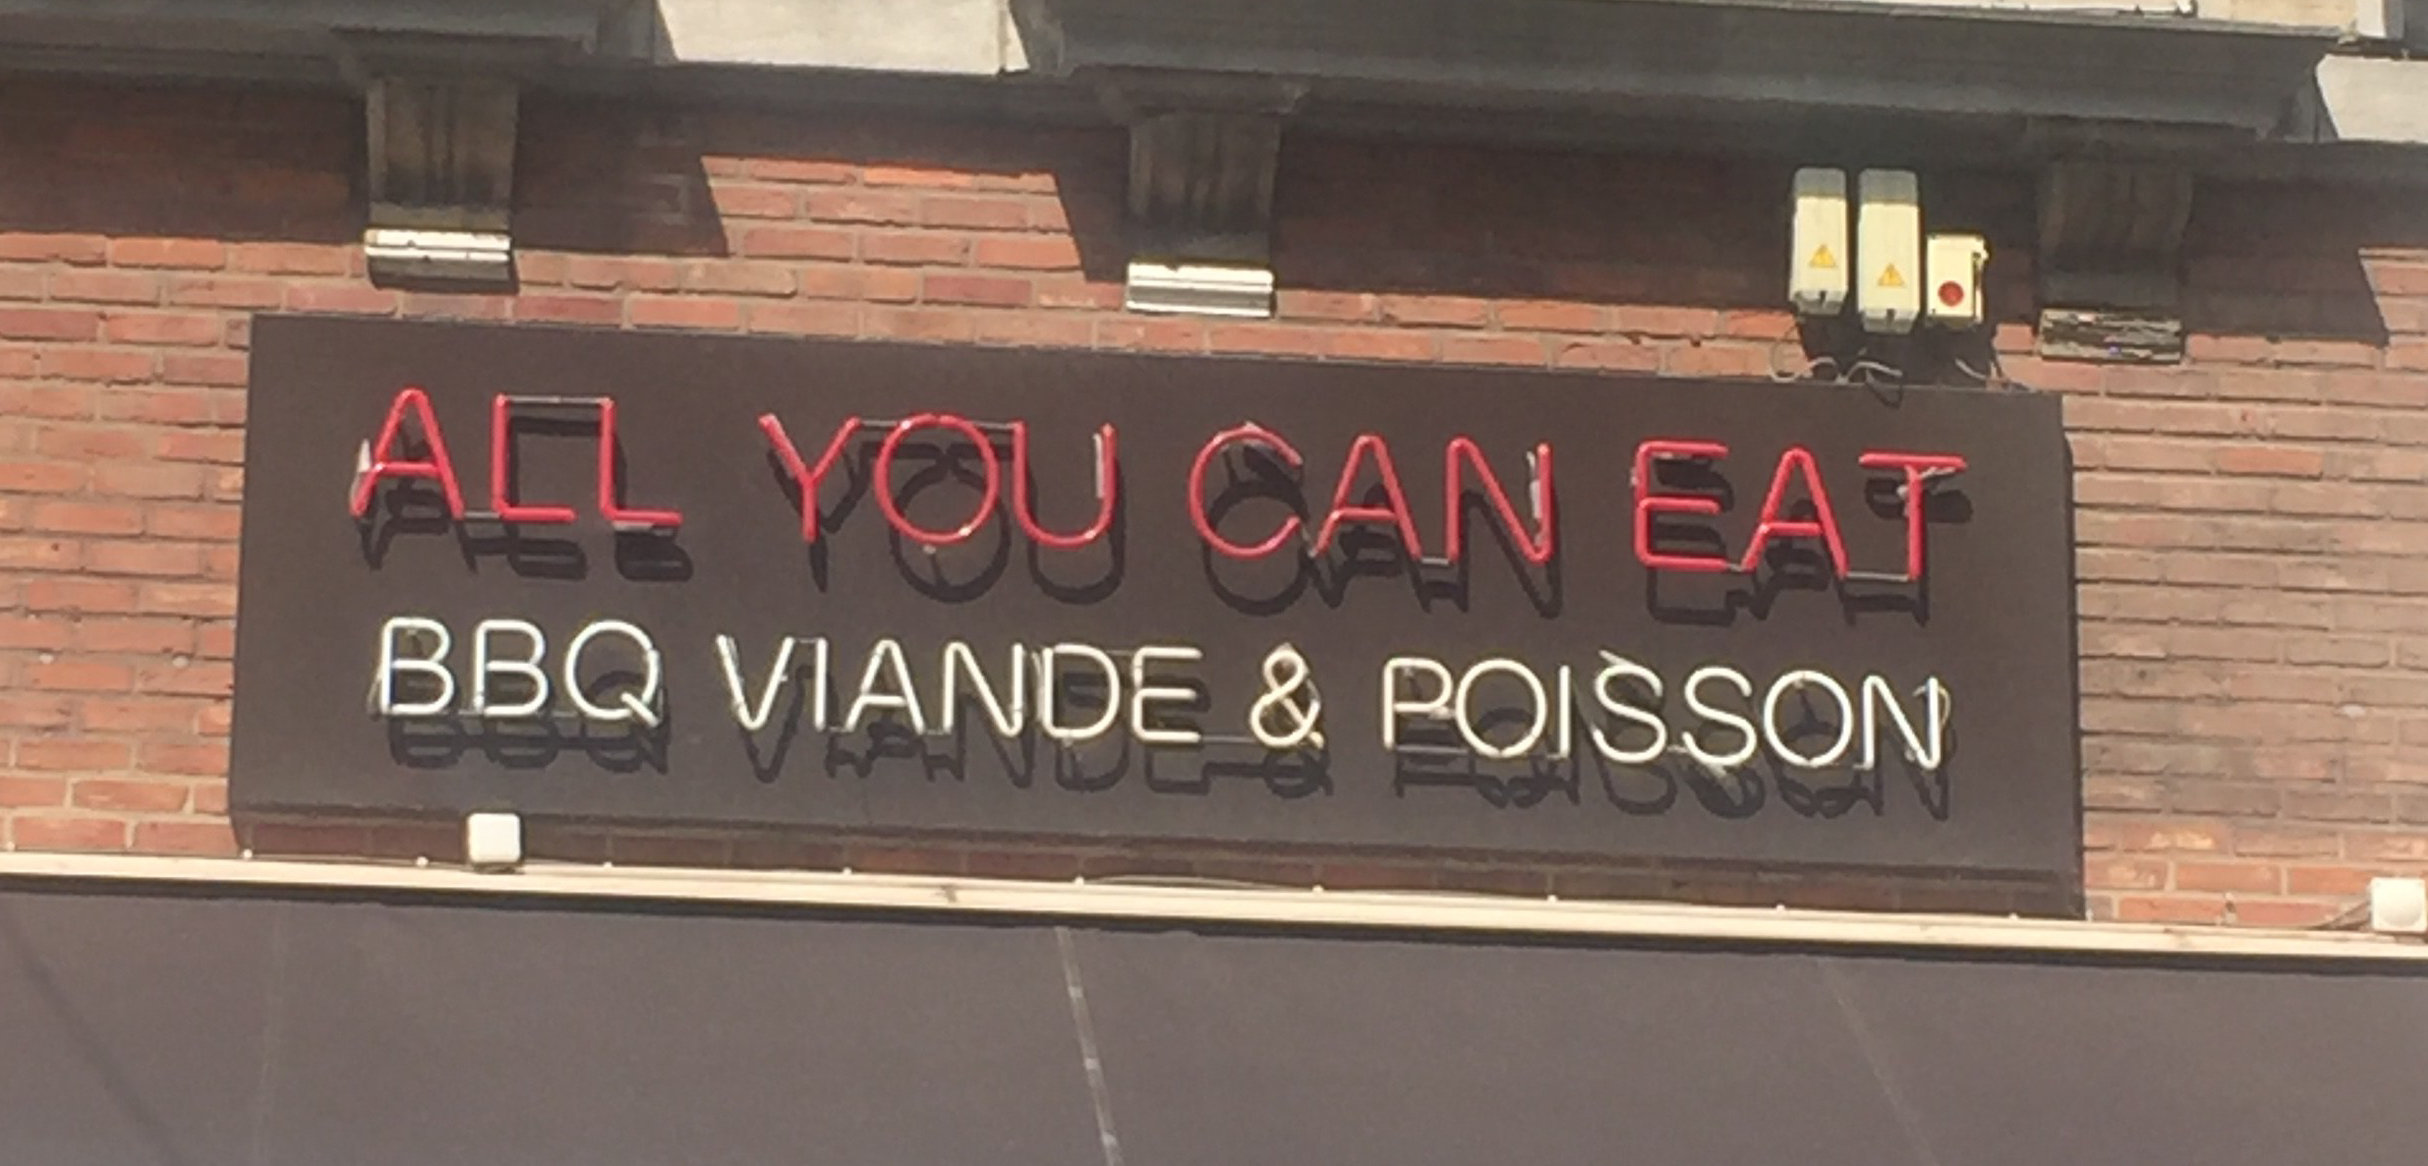 ALL YOU CAN EAT
BBQ VIANDE & POISSON